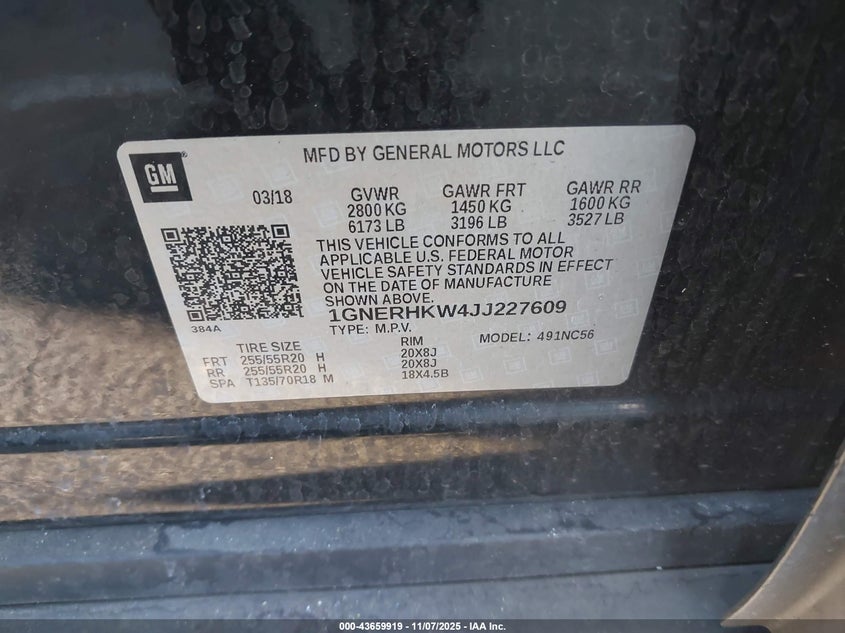 GM
MFD BY GENERAL MOTORS LLC
03/18 GVWR GAWR FRT GAWR RR
2800 KG 1450 KG 1600 KG
6173 LB 3196 LB 3527 LB
THIS VEHICLE CONFORMS TO ALL
APPLICABLE U.S. FEDERAL MOTOR
VEHICLE SAFETY STANDARDS IN EFFECT
ON THE DATE OF MANUFACTURE
SHOWN ABOVE.
384A 1GNERHKW4JJ227609
TYPE: M.P.V. MODEL: 491NC56
TIRE SIZE RIM
FRT 255/55R20 H 20X8J
RR 255/55R20 H 20X8J
SPA T135/70R18 M 18X4.5B
000-43659919 - 11/07/2025 - IAA Inc.